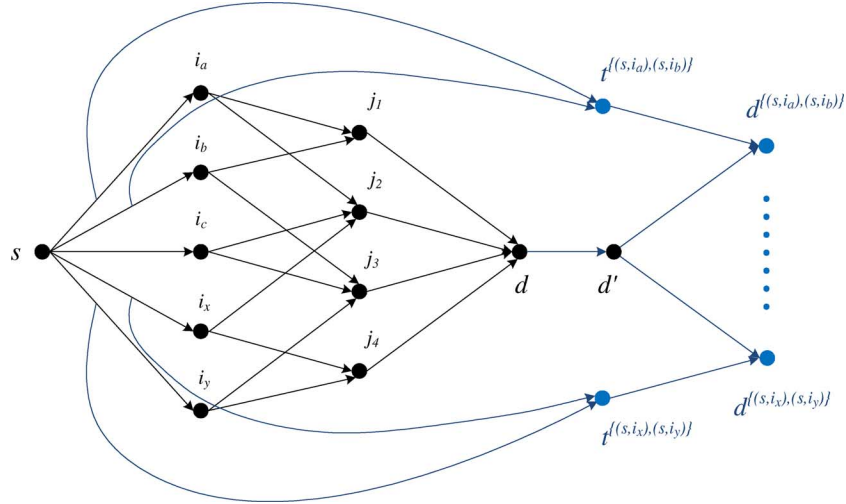 i_a
t^{{(s,i_a),(s,i_b)}}
j_1
d^{{(s,i_a),(s,i_b)}}
i_b
j_2
i_c
s
j_3
d
d'
i_x
j_4
i_y
d^{{(s,i_x),(s,i_y)}}
t^{{(s,i_x),(s,i_y)}}